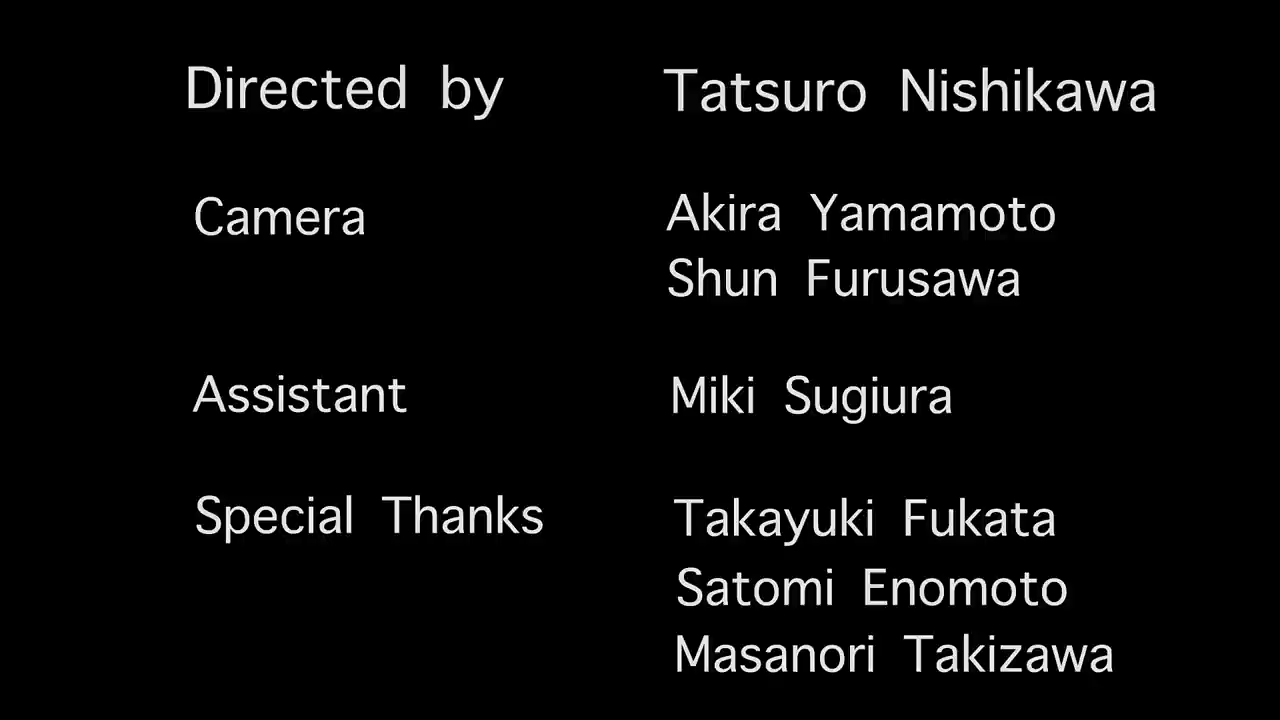 Directed by Tatsuro Nishikawa
Camera Akira Yamamoto
Shun Furusawa
Assistant Miki Sugiura
Special Thanks Takayuki Fukata
Satomi Enomoto
Masanori Takizawa